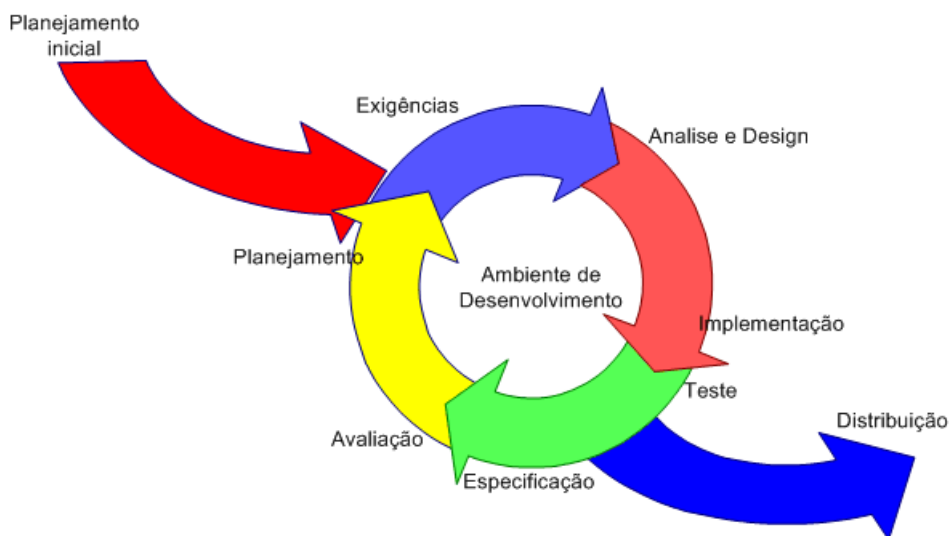 Planejamento
inicial
Exigências
Analise e Design
Planejamento
Ambiente de
Desenvolvimento
Implementação
Teste
Distribuição
Avaliação
Especificação